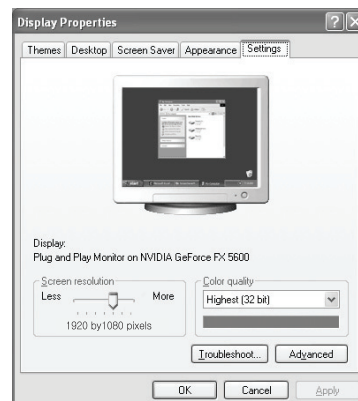 Display Properties
Themes Desktop Screen Saver Appearance Settings
Display:
Plug and Play Monitor on NVIDIA GeForce FX 5600
Screen resolution
Less More
1920 by1080 pixels
Color quality
Highest (32 bit)
Troubleshoot... Advanced
OK Cancel Apply